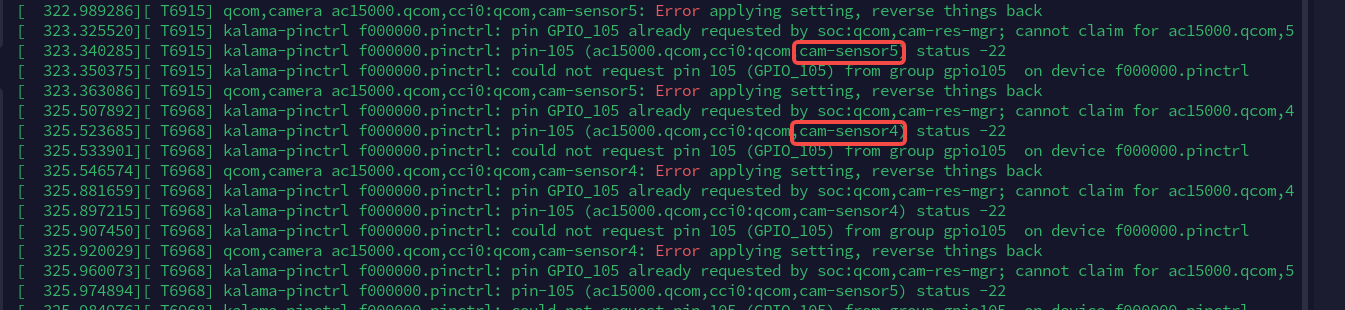 [  322.989286][ T6915] qcom,camera ac15000.qcom,cci0:qcom,cam-sensor5: Error applying setting, reverse things back
[  323.325520][ T6915] kalama-pinctrl f000000.pinctrl: pin GPIO_105 already requested by soc:qcom,cam-res-mgr; cannot claim for ac15000.qcom,5
[  323.340285][ T6915] kalama-pinctrl f000000.pinctrl: pin-105 (ac15000.qcom,cci0:qcom,cam-sensor5) status -22
[  323.350375][ T6915] kalama-pinctrl f000000.pinctrl: could not request pin 105 (GPIO_105) from group gpio105  on device f000000.pinctrl
[  323.363086][ T6915] qcom,camera ac15000.qcom,cci0:qcom,cam-sensor5: Error applying setting, reverse things back
[  325.507892][ T6968] kalama-pinctrl f000000.pinctrl: pin GPIO_105 already requested by soc:qcom,cam-res-mgr; cannot claim for ac15000.qcom,4
[  325.523685][ T6968] kalama-pinctrl f000000.pinctrl: pin-105 (ac15000.qcom,cci0:qcom,cam-sensor4) status -22
[  325.533901][ T6968] kalama-pinctrl f000000.pinctrl: could not request pin 105 (GPIO_105) from group gpio105  on device f000000.pinctrl
[  325.546574][ T6968] qcom,camera ac15000.qcom,cci0:qcom,cam-sensor4: Error applying setting, reverse things back
[  325.881659][ T6968] kalama-pinctrl f000000.pinctrl: pin GPIO_105 already requested by soc:qcom,cam-res-mgr; cannot claim for ac15000.qcom,4
[  325.897215][ T6968] kalama-pinctrl f000000.pinctrl: pin-105 (ac15000.qcom,cci0:qcom,cam-sensor4) status -22
[  325.907450][ T6968] kalama-pinctrl f000000.pinctrl: could not request pin 105 (GPIO_105) from group gpio105  on device f000000.pinctrl
[  325.920029][ T6968] qcom,camera ac15000.qcom,cci0:qcom,cam-sensor4: Error applying setting, reverse things back
[  325.960073][ T6968] kalama-pinctrl f000000.pinctrl: pin GPIO_105 already requested by soc:qcom,cam-res-mgr; cannot claim for ac15000.qcom,5
[  325.974894][ T6968] kalama-pinctrl f000000.pinctrl: pin-105 (ac15000.qcom,cci0:qcom,cam-sensor5) status -22